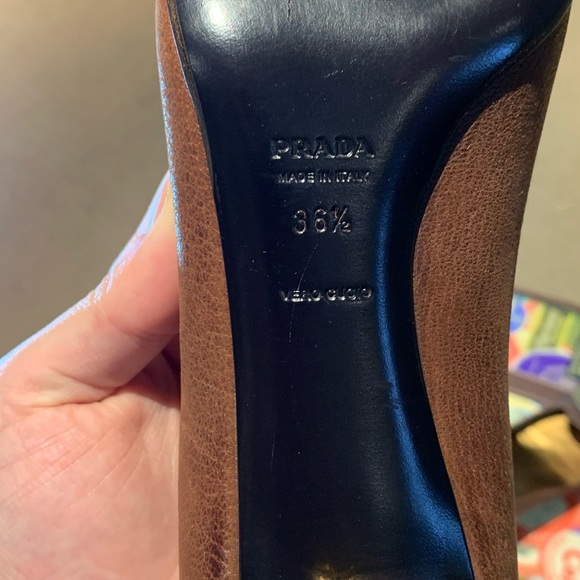 PRADA
MADE IN ITALY
36½
VERO CUOIO